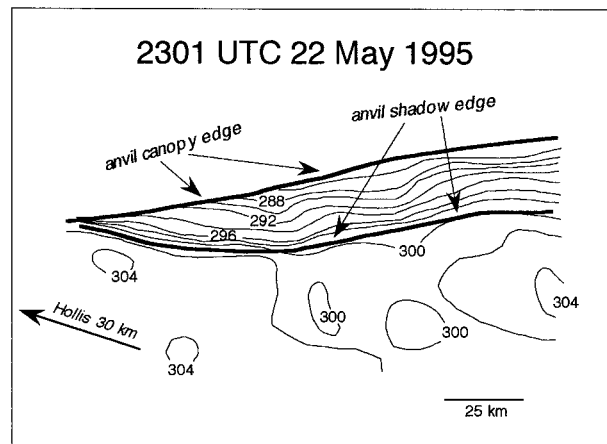 2301 UTC 22 May 1995
anvil canopy edge
anvil shadow edge
288
292
296
300
304
300
300
304
304
Hollis 30 km
25 km